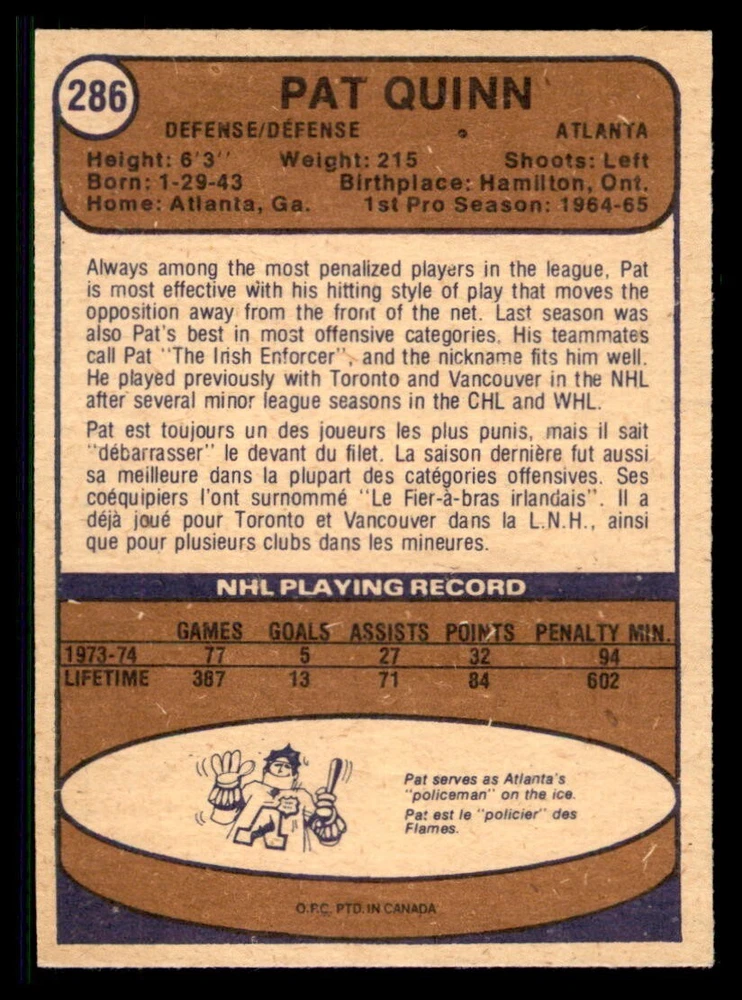 286
PAT QUINN
DEFENSE/DÉFENSE • ATLANTA
Height: 6'3'' Weight: 215 Shoots: Left
Born: 1-29-43 Birthplace: Hamilton, Ont.
Home: Atlanta, Ga. 1st Pro Season: 1964-65
Always among the most penalized players in the league, Pat
is most effective with his hitting style of play that moves the
opposition away from the front of the net. Last season was
also Pat's best in most offensive categories. His teammates
call Pat "The Irish Enforcer", and the nickname fits him well.
He played previously with Toronto and Vancouver in the NHL
after several minor league seasons in the CHL and WHL.
Pat est toujours un des joueurs les plus punis, mais il sait
"débarrasser" le devant du filet. La saison dernière fut aussi
sa meilleure dans la plupart des catégories offensives. Ses
coéquipiers l'ont surnommé "Le Fier-à-bras irlandais". Il a
déjà joué pour Toronto et Vancouver dans la L.N.H., ainsi
que pour plusieurs clubs dans les mineures.
NHL PLAYING RECORD
GAMES GOALS ASSISTS POINTS PENALTY MIN.
1973-74 77 5 27 32 94
LIFETIME 387 13 71 84 602
A
Pat serves as Atlanta's
"policeman" on the ice.
Pat est le "policier" des
Flames.
O.P.C. PTD. IN CANADA